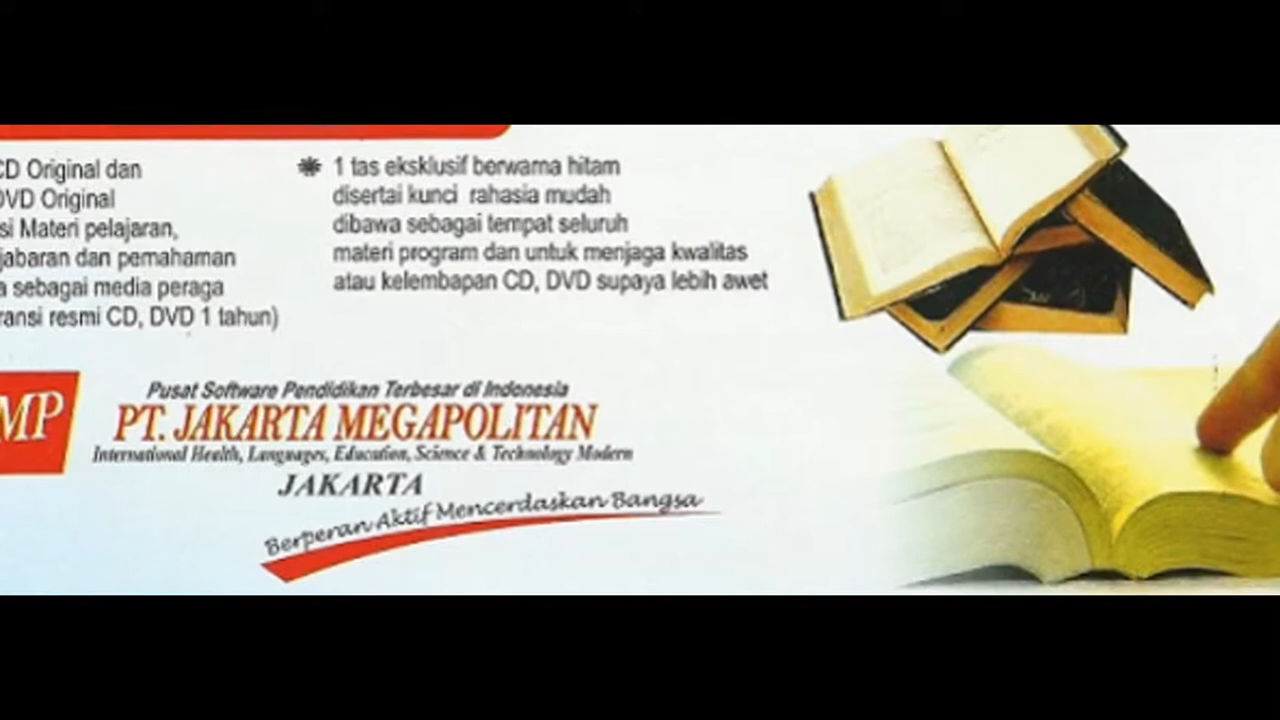 CD Original dan
DVD Original
si Materi pelajaran,
jabaran dan pemahaman
a sebagai media peraga
ransi resmi CD, DVD 1 tahun)
❋ 1 tas eksklusif berwarna hitam
disertai kunci rahasia mudah
dibawa sebagai tempat seluruh
materi program dan untuk menjaga kwalitas
atau kelembapan CD, DVD supaya lebih awet
MP
Pusat Software Pendidikan Terbesar di Indonesia
PT. JAKARTA MEGAPOLITAN
International Health, Languages, Education, Science & Technology Modern
JAKARTA
Berperan Aktif Mencerdaskan Bangsa